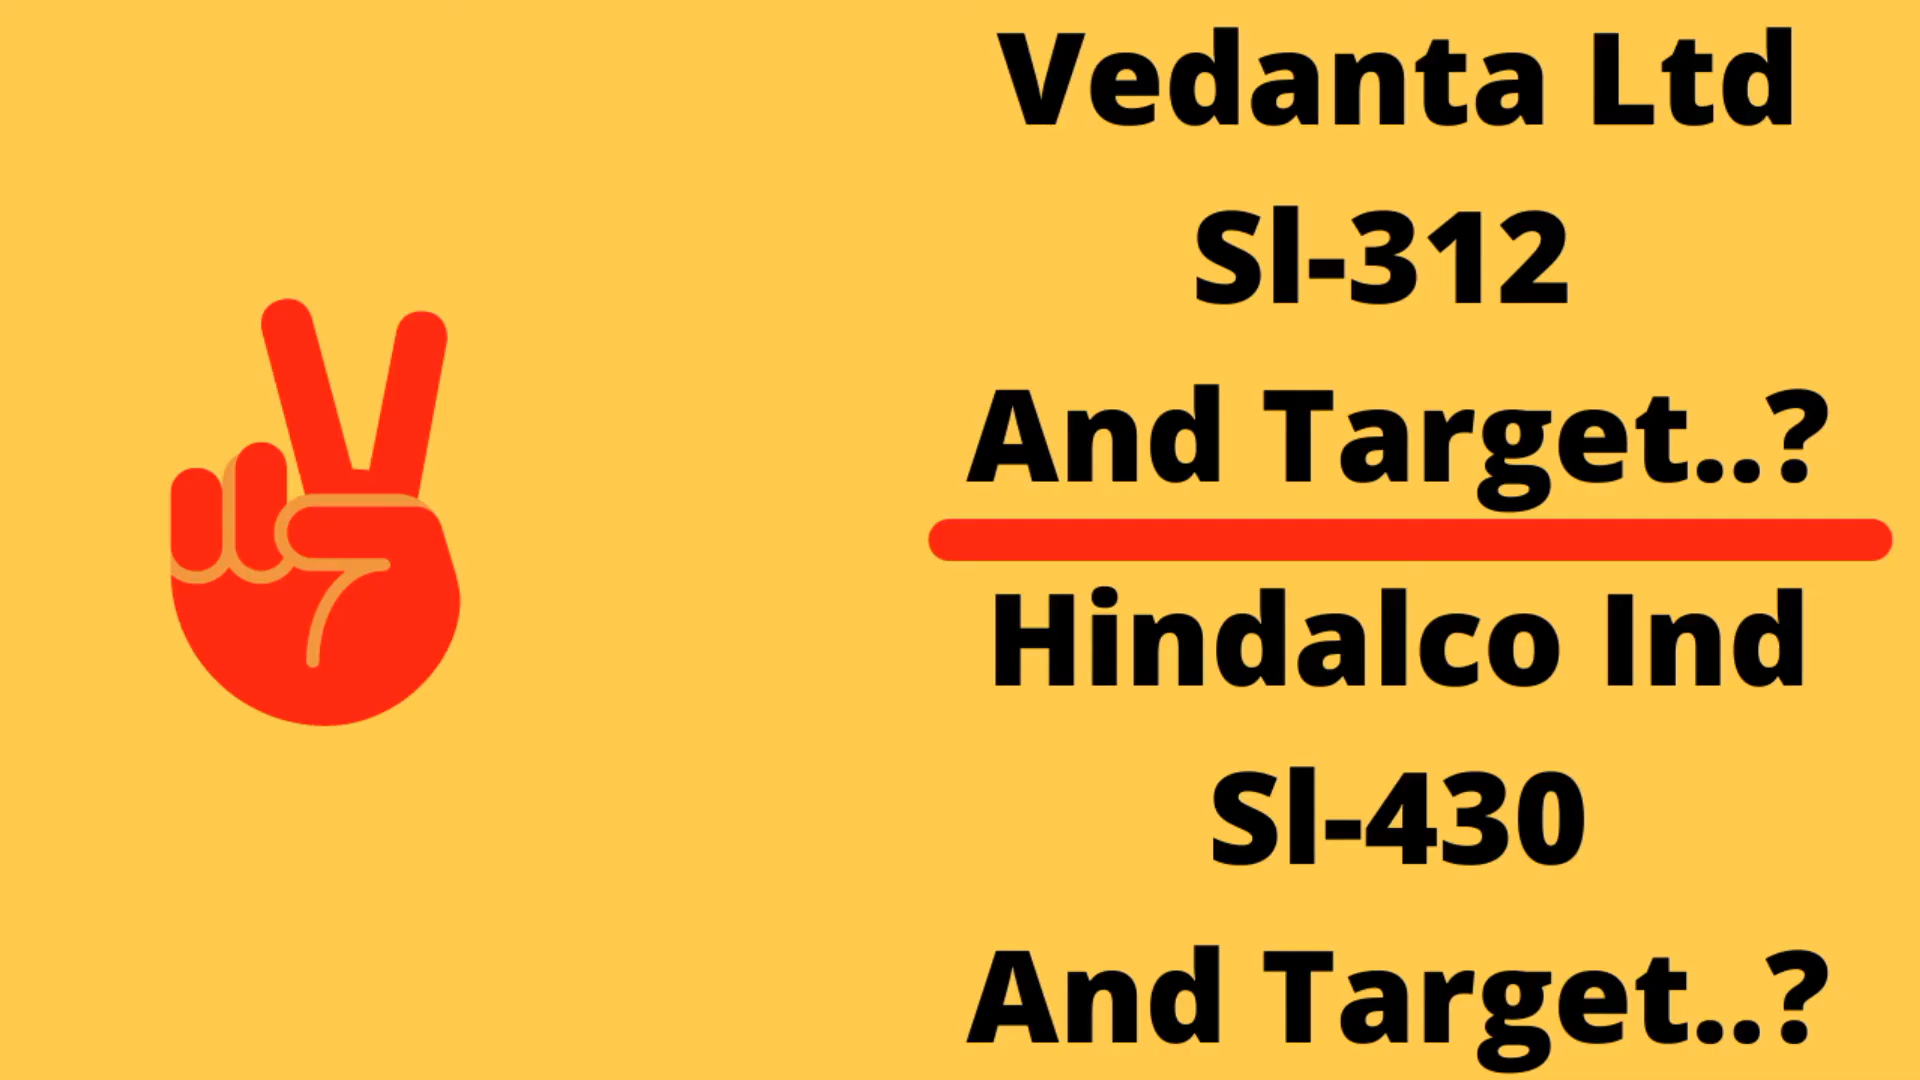 Vedanta Ltd
Sl-312
And Target..?
Hindalco Ind
Sl-430
And Target..?